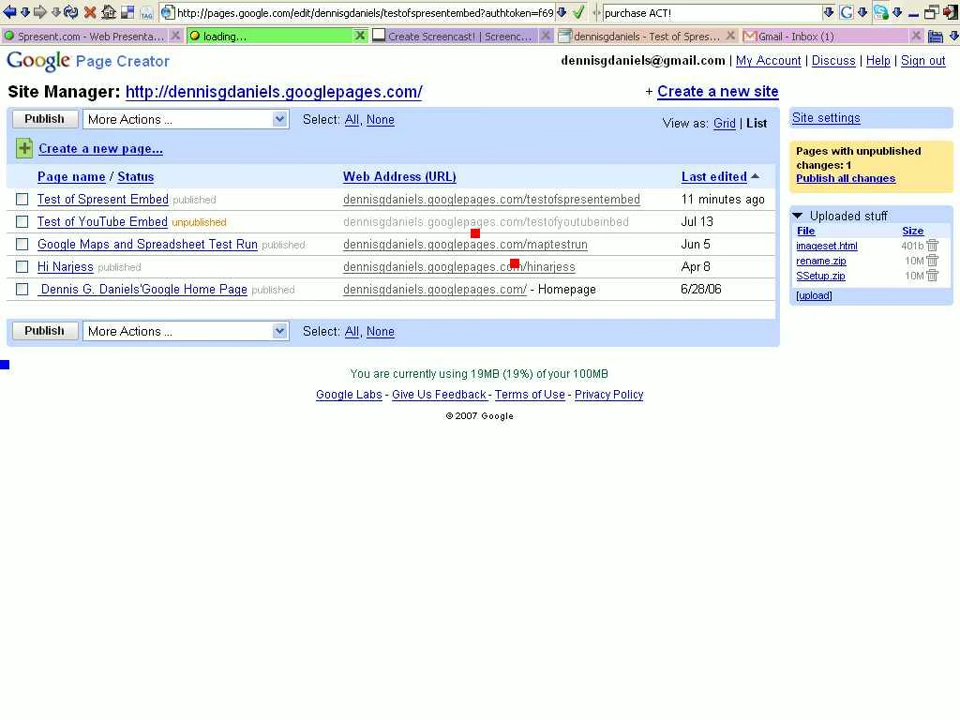 http://pages.google.com/edit/dennisgdaniels/testofspresentembed?authtoken=f69 purchase ACT!
Spresent.com - Web Presenta... loading... Create Screencast! | Screenc... dennisgdaniels - Test of Spres... Gmail - Inbox (1)
Google Page Creator dennisgdaniels@gmail.com | My Account | Discuss | Help | Sign out
Site Manager: http://dennisgdaniels.googlepages.com/ + Create a new site
Publish More Actions ... Select: All, None View as: Grid | List
Create a new page...
Page name / Status Web Address (URL) Last edited
Test of Spresent Embed published dennisgdaniels.googlepages.com/testofspresentembed 11 minutes ago
Test of YouTube Embed unpublished dennisgdaniels.googlepages.com/testofyoutubeinbed Jul 13
Google Maps and Spreadsheet Test Run published dennisgdaniels.googlepages.com/maptestrun Jun 5
Hi Narjess published dennisgdaniels.googlepages.com/hinarjess Apr 8
Dennis G. Daniels'Google Home Page published dennisgdaniels.googlepages.com/ - Homepage 6/28/06
Publish More Actions ... Select: All, None
Site settings
Pages with unpublished
changes: 1
Publish all changes
Uploaded stuff
File Size
imageset.html 401b
rename.zip 10M
SSetup.zip 10M
[upload]
You are currently using 19MB (19%) of your 100MB
Google Labs - Give Us Feedback - Terms of Use - Privacy Policy
© 2007 Google